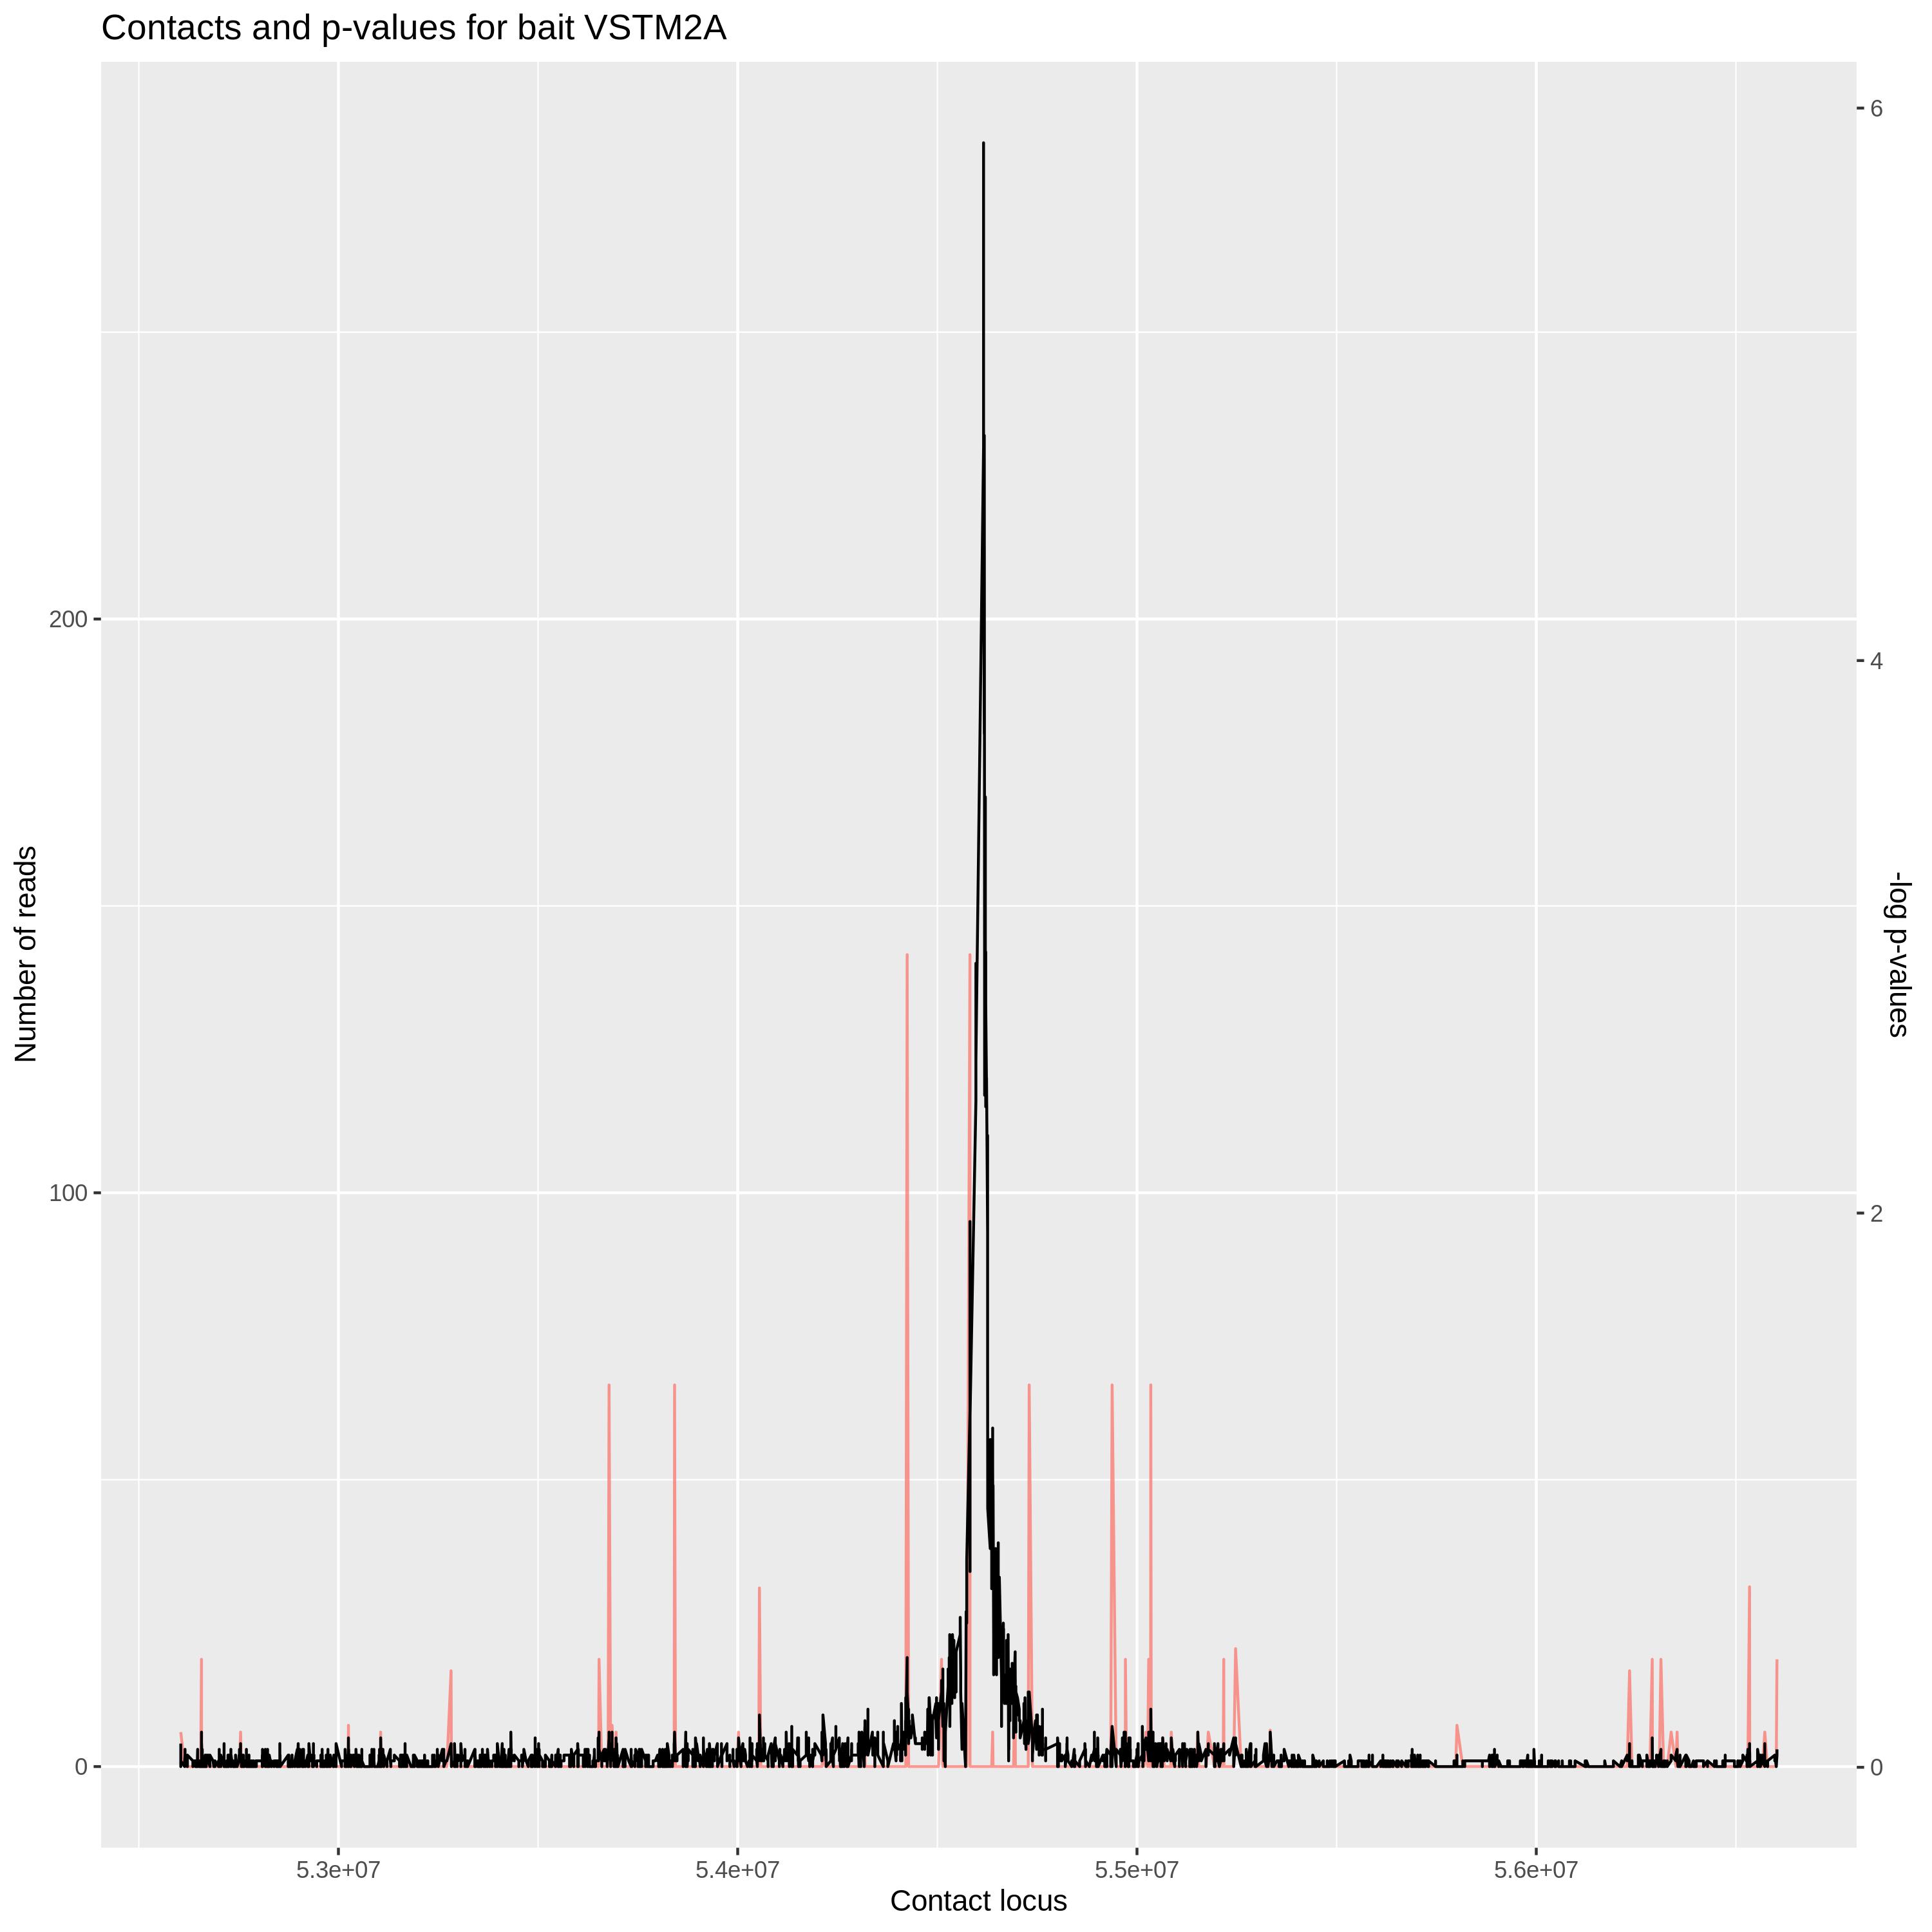 Contacts and p-values for bait VSTM2A
Number of reads
200
100
0
6
4
2
0
-log p-values
5.3e+07 5.4e+07 5.5e+07 5.6e+07
Contact locus